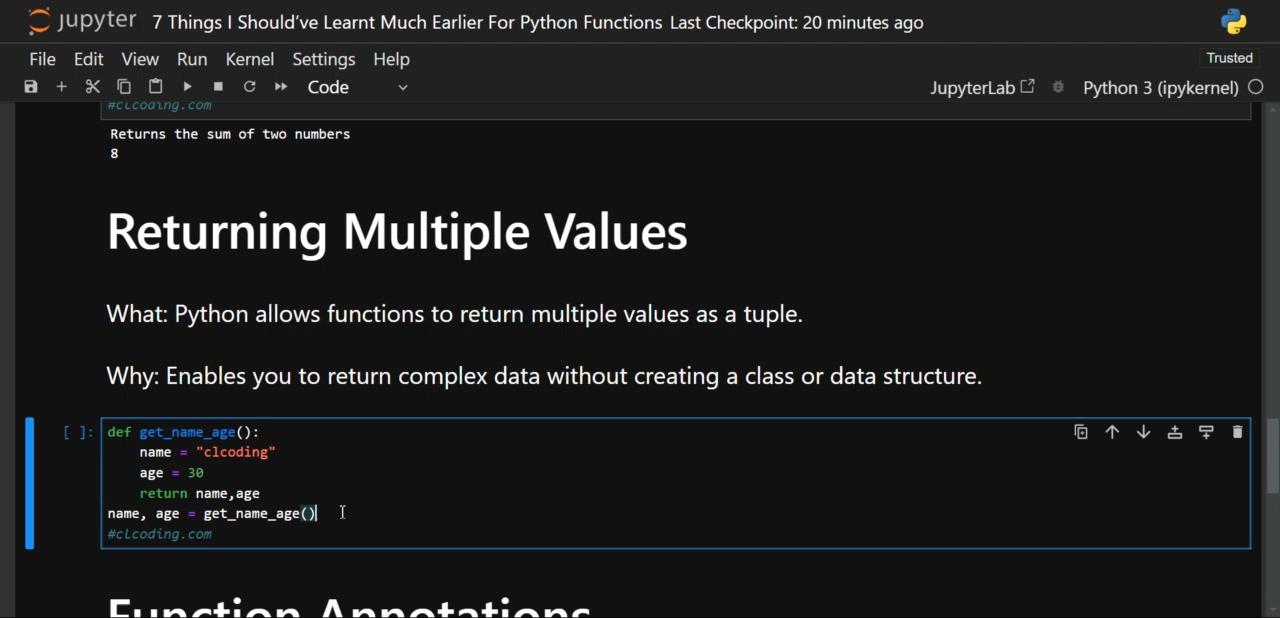 jupyter 7 Things I Should've Learnt Much Earlier For Python Functions Last Checkpoint: 20 minutes ago
File Edit View Run Kernel Settings Help Trusted
Code JupyterLab Python 3 (ipykernel)
#clcoding.com
Returns the sum of two numbers
8
Returning Multiple Values
What: Python allows functions to return multiple values as a tuple.
Why: Enables you to return complex data without creating a class or data structure.
[ ]: def get_name_age():
    name = "clcoding"
    age = 30
    return name,age
name, age = get_name_age()
#clcoding.com
Function Annotations